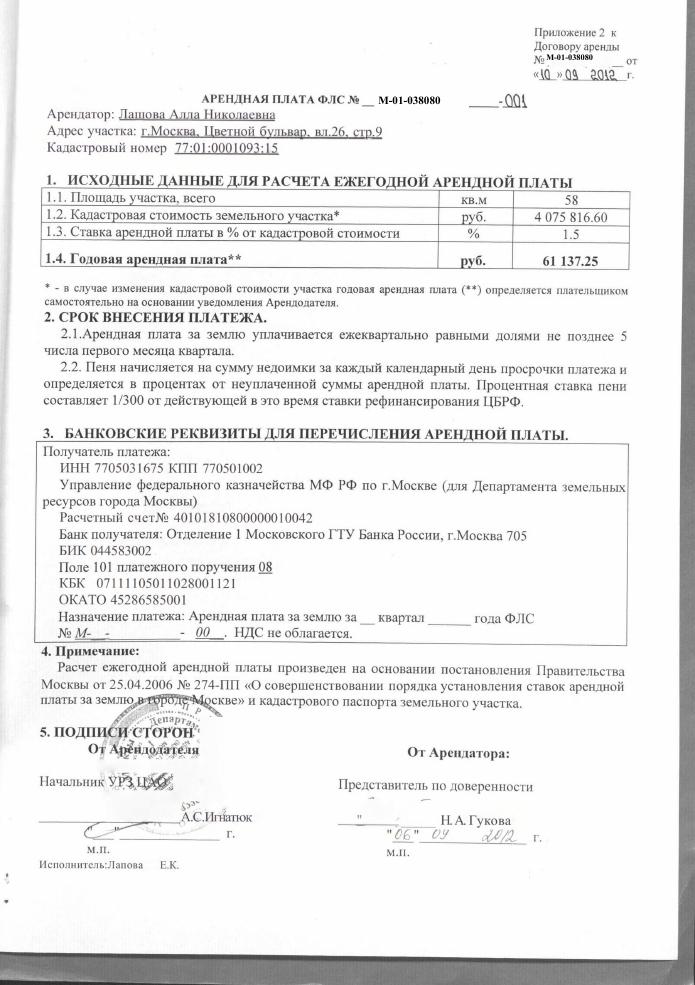 Приложение 2 к
Договору аренды
№ М-01-038080 __ от
«10» 09 2012 г.
АРЕНДНАЯ ПЛАТА ФЛС № __ М-01-038080 _____-001
Арендатор: Лашова Алла Николаевна
Адрес участка: г.Москва, Цветной бульвар, вл.26, стр.9
Кадастровый номер 77:01:0001093:15
1. ИСХОДНЫЕ ДАННЫЕ ДЛЯ РАСЧЕТА ЕЖЕГОДНОЙ АРЕНДНОЙ ПЛАТЫ
1.1. Площадь участка, всего кв.м 58
1.2. Кадастровая стоимость земельного участка* руб. 4 075 816.60
1.3. Ставка арендной платы в % от кадастровой стоимости % 1.5
1.4. Годовая арендная плата** руб. 61 137.25
* - в случае изменения кадастровой стоимости участка годовая арендная плата (**) определяется плательщиком
самостоятельно на основании уведомления Арендодателя.
2. СРОК ВНЕСЕНИЯ ПЛАТЕЖА.
2.1.Арендная плата за землю уплачивается ежеквартально равными долями не позднее 5
числа первого месяца квартала.
2.2. Пеня начисляется на сумму недоимки за каждый календарный день просрочки платежа и
определяется в процентах от неуплаченной суммы арендной платы. Процентная ставка пени
составляет 1/300 от действующей в это время ставки рефинансирования ЦБРФ.
3. БАНКОВСКИЕ РЕКВИЗИТЫ ДЛЯ ПЕРЕЧИСЛЕНИЯ АРЕНДНОЙ ПЛАТЫ.
Получатель платежа:
ИНН 7705031675 КПП 770501002
Управление федерального казначейства МФ РФ по г.Москве (для Департамента земельных
ресурсов города Москвы)
Расчетный счет№ 40101810800000010042
Банк получателя: Отделение 1 Московского ГТУ Банка России, г.Москва 705
БИК 044583002
Поле 101 платежного поручения 08
КБК 07111105011028001121
ОКАТО 45286585001
Назначение платежа: Арендная плата за землю за __ квартал ______ года ФЛС
№ М-__-__________-__00__. НДС не облагается.
4. Примечание:
Расчет ежегодной арендной платы произведен на основании постановления Правительства
Москвы от 25.04.2006 № 274-ПП «О совершенствовании порядка установления ставок арендной
платы за землю в городе Москве» и кадастрового паспорта земельного участка.
Департам
5. ПОДПИСИ СТОРОН
От Арендодателя От Арендатора:
Начальник УРЗ ЦАО Представитель по доверенности
____________________А.С.Игнатюк ___"______ Н.А. Гукова
"___" ______________ г. "06" 09 2012 г.
м.п. м.п.
Исполнитель:Лапова Е.К.